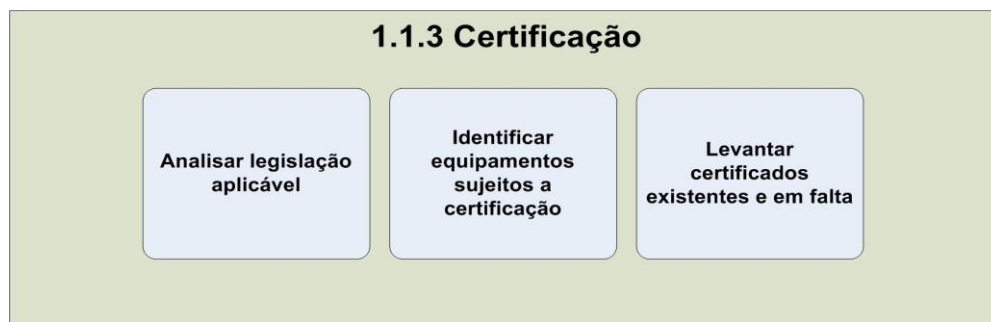 1.1.3 Certificação
Analisar legislação
aplicável
Identificar
equipamentos
sujeitos a
certificação
Levantar
certificados
existentes e em falta